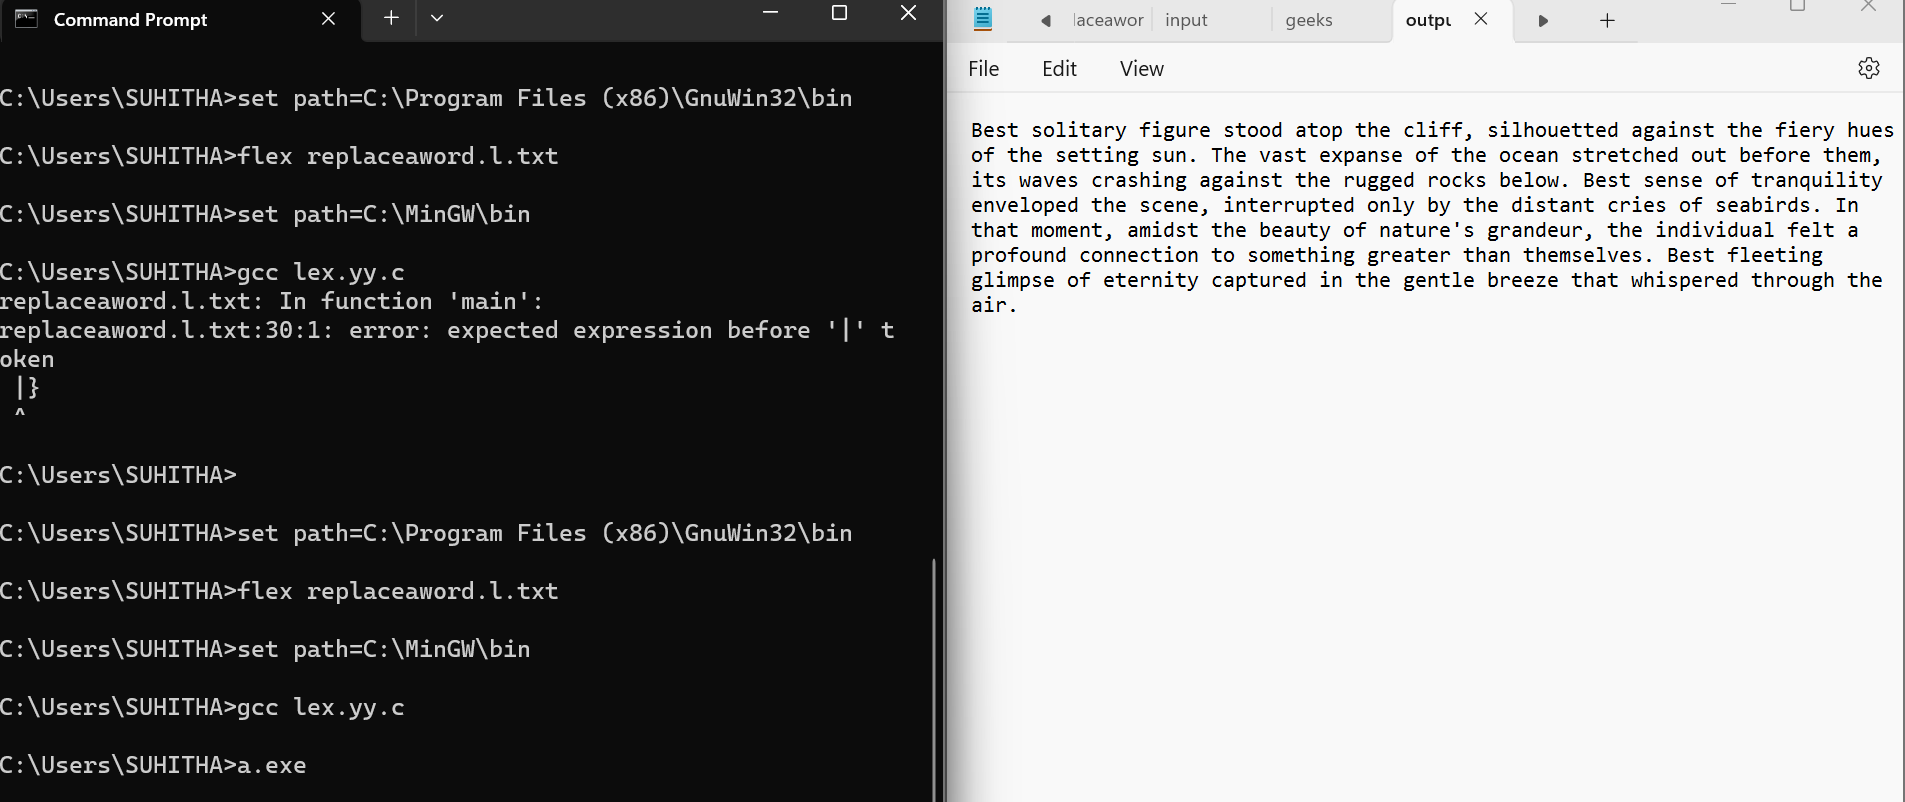 Command Prompt
C:\Users\SUHITHA>set path=C:\Program Files (x86)\GnuWin32\bin
C:\Users\SUHITHA>flex replaceaword.l.txt
C:\Users\SUHITHA>set path=C:\MinGW\bin
C:\Users\SUHITHA>gcc lex.yy.c
replaceaword.l.txt: In function 'main':
replaceaword.l.txt:30:1: error: expected expression before '|' t
oken
 |}
 ^
C:\Users\SUHITHA>
C:\Users\SUHITHA>set path=C:\Program Files (x86)\GnuWin32\bin
C:\Users\SUHITHA>flex replaceaword.l.txt
C:\Users\SUHITHA>set path=C:\MinGW\bin
C:\Users\SUHITHA>gcc lex.yy.c
C:\Users\SUHITHA>a.exe
laceawor input geeks outpu
File Edit View
Best solitary figure stood atop the cliff, silhouetted against the fiery hues
of the setting sun. The vast expanse of the ocean stretched out before them,
its waves crashing against the rugged rocks below. Best sense of tranquility
enveloped the scene, interrupted only by the distant cries of seabirds. In
that moment, amidst the beauty of nature's grandeur, the individual felt a
profound connection to something greater than themselves. Best fleeting
glimpse of eternity captured in the gentle breeze that whispered through the
air.